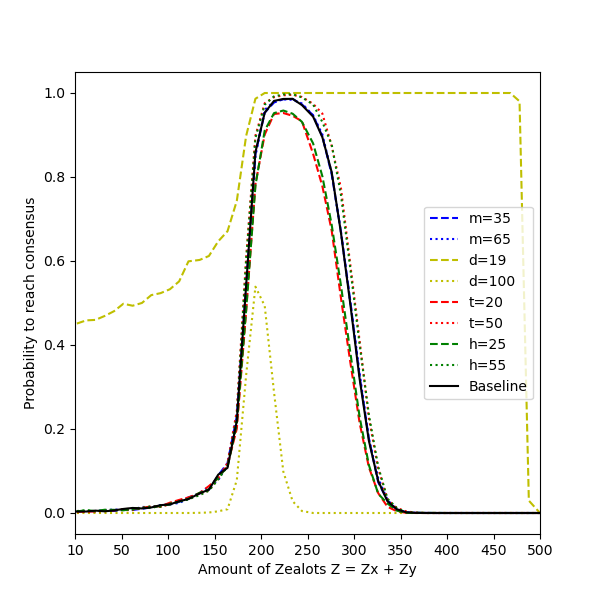 1.0
0.8
0.6
0.4
0.2
0.0
Probability to reach consensus
m=35
m=65
d=19
d=100
t=20
t=50
h=25
h=55
Baseline
10 50 100 150 200 250 300 350 400 450 500
Amount of Zealots Z = Zx + Zy